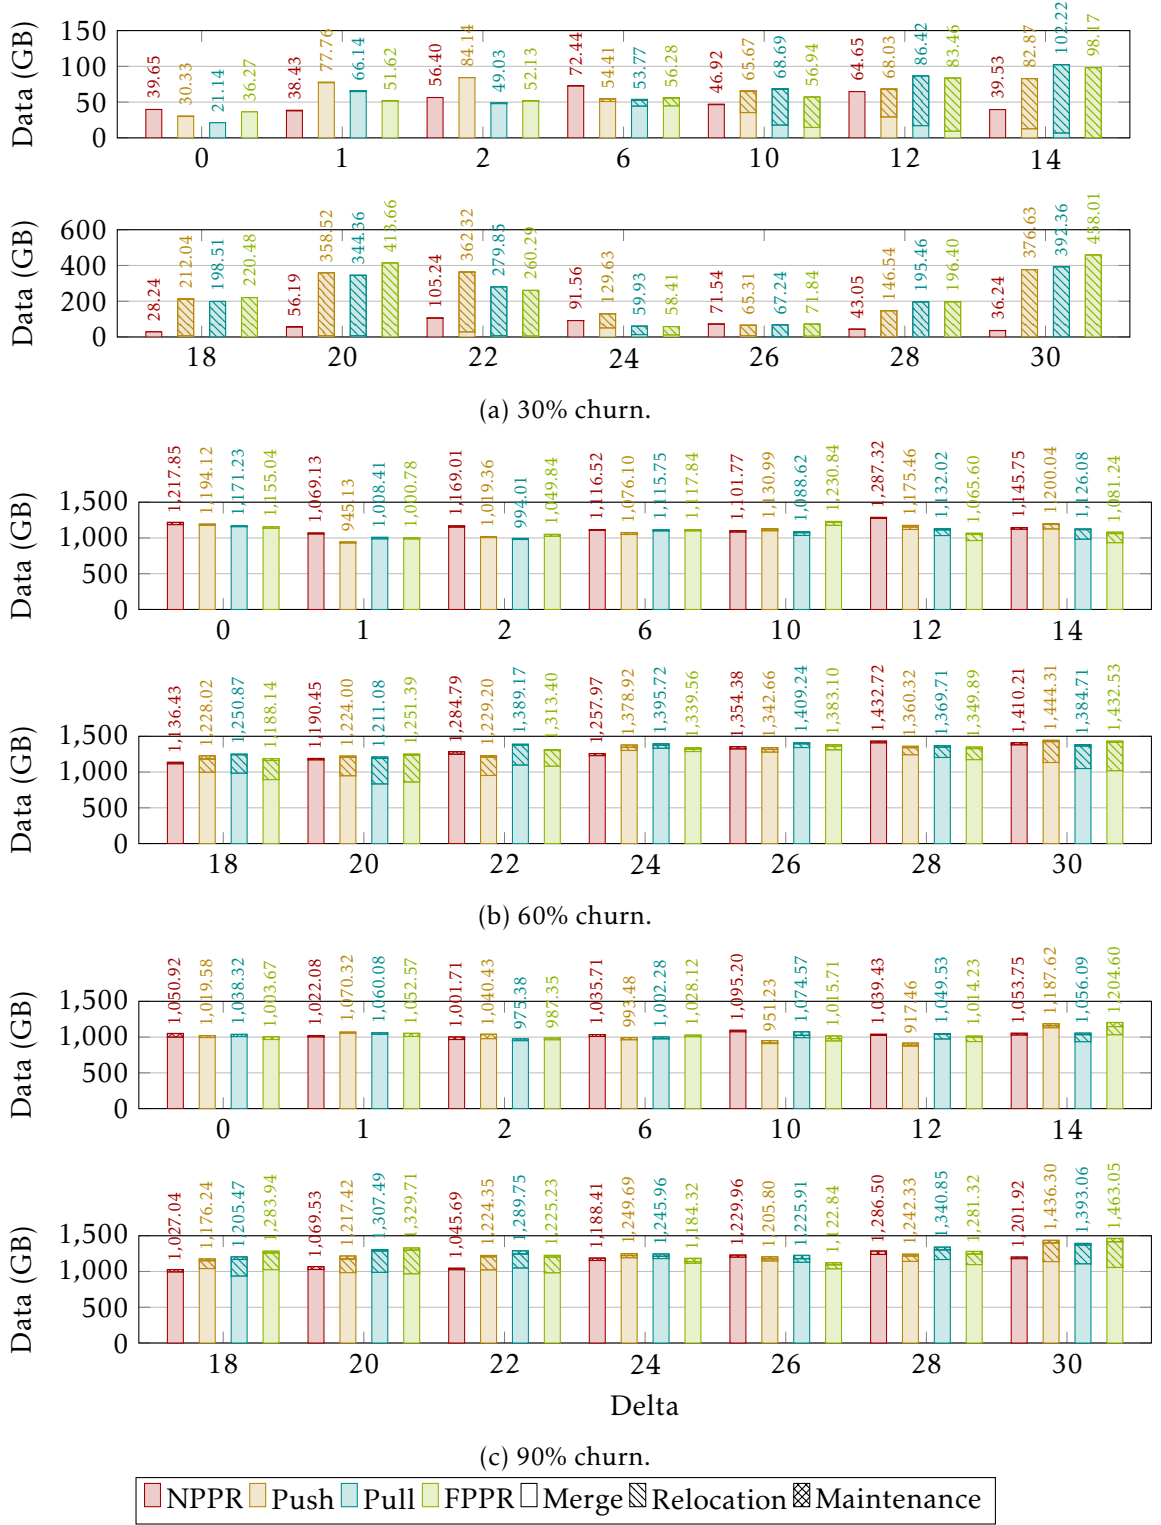 Data (GB)
150
100
50
0
39.65 30.33 21.14 36.27 38.43 77.76 66.14 51.62 56.40 84.14 49.03 52.13 72.44 54.41 53.77 56.28 46.92 65.67 68.69 56.94 64.65 68.03 86.42 83.46 39.53 82.87 102.22 98.17
0 1 2 6 10 12 14
Data (GB)
600
400
200
0
28.24 212.04 198.51 220.48 56.19 358.52 344.36 413.66 105.24 362.32 279.85 260.29 91.56 129.63 59.93 58.41 71.54 65.31 67.24 71.84 43.05 146.54 195.46 196.40 36.24 376.63 392.36 458.01
18 20 22 24 26 28 30
(a) 30% churn.
Data (GB)
1,500
1,000
500
0
1,217.85 1,194.12 1,171.23 1,155.04 1,069.13 945.13 1,008.41 1,000.78 1,169.01 1,019.36 994.01 1,049.84 1,116.52 1,076.10 1,115.75 1,117.84 1,101.77 1,130.99 1,088.62 1,230.84 1,287.32 1,175.46 1,132.02 1,065.60 1,145.75 1,200.04 1,126.08 1,081.24
0 1 2 6 10 12 14
Data (GB)
1,500
1,000
500
0
1,136.43 1,228.02 1,250.87 1,188.14 1,190.45 1,224.00 1,211.08 1,251.39 1,284.79 1,229.20 1,389.17 1,313.40 1,257.97 1,378.92 1,395.72 1,339.56 1,354.38 1,342.66 1,409.24 1,383.10 1,432.72 1,360.32 1,369.71 1,349.89 1,410.21 1,444.31 1,384.71 1,432.53
18 20 22 24 26 28 30
(b) 60% churn.
Data (GB)
1,500
1,000
500
0
1,050.92 1,019.58 1,038.32 1,003.67 1,022.08 1,070.32 1,060.08 1,052.57 1,001.71 1,040.43 975.38 987.35 1,035.71 993.48 1,002.28 1,028.12 1,095.20 951.23 1,074.57 1,015.71 1,039.43 917.46 1,049.53 1,014.23 1,053.75 1,187.62 1,056.09 1,204.60
0 1 2 6 10 12 14
Data (GB)
1,500
1,000
500
0
1,027.04 1,176.24 1,205.47 1,283.94 1,069.53 1,217.42 1,307.49 1,329.71 1,045.69 1,224.35 1,289.75 1,225.23 1,188.41 1,249.69 1,245.96 1,184.32 1,229.96 1,205.80 1,225.91 1,122.84 1,286.50 1,242.33 1,340.85 1,281.32 1,201.92 1,436.30 1,393.06 1,463.05
18 20 22 24 26 28 30
Delta
(c) 90% churn.
NPPR Push Pull FPPR Merge Relocation Maintenance